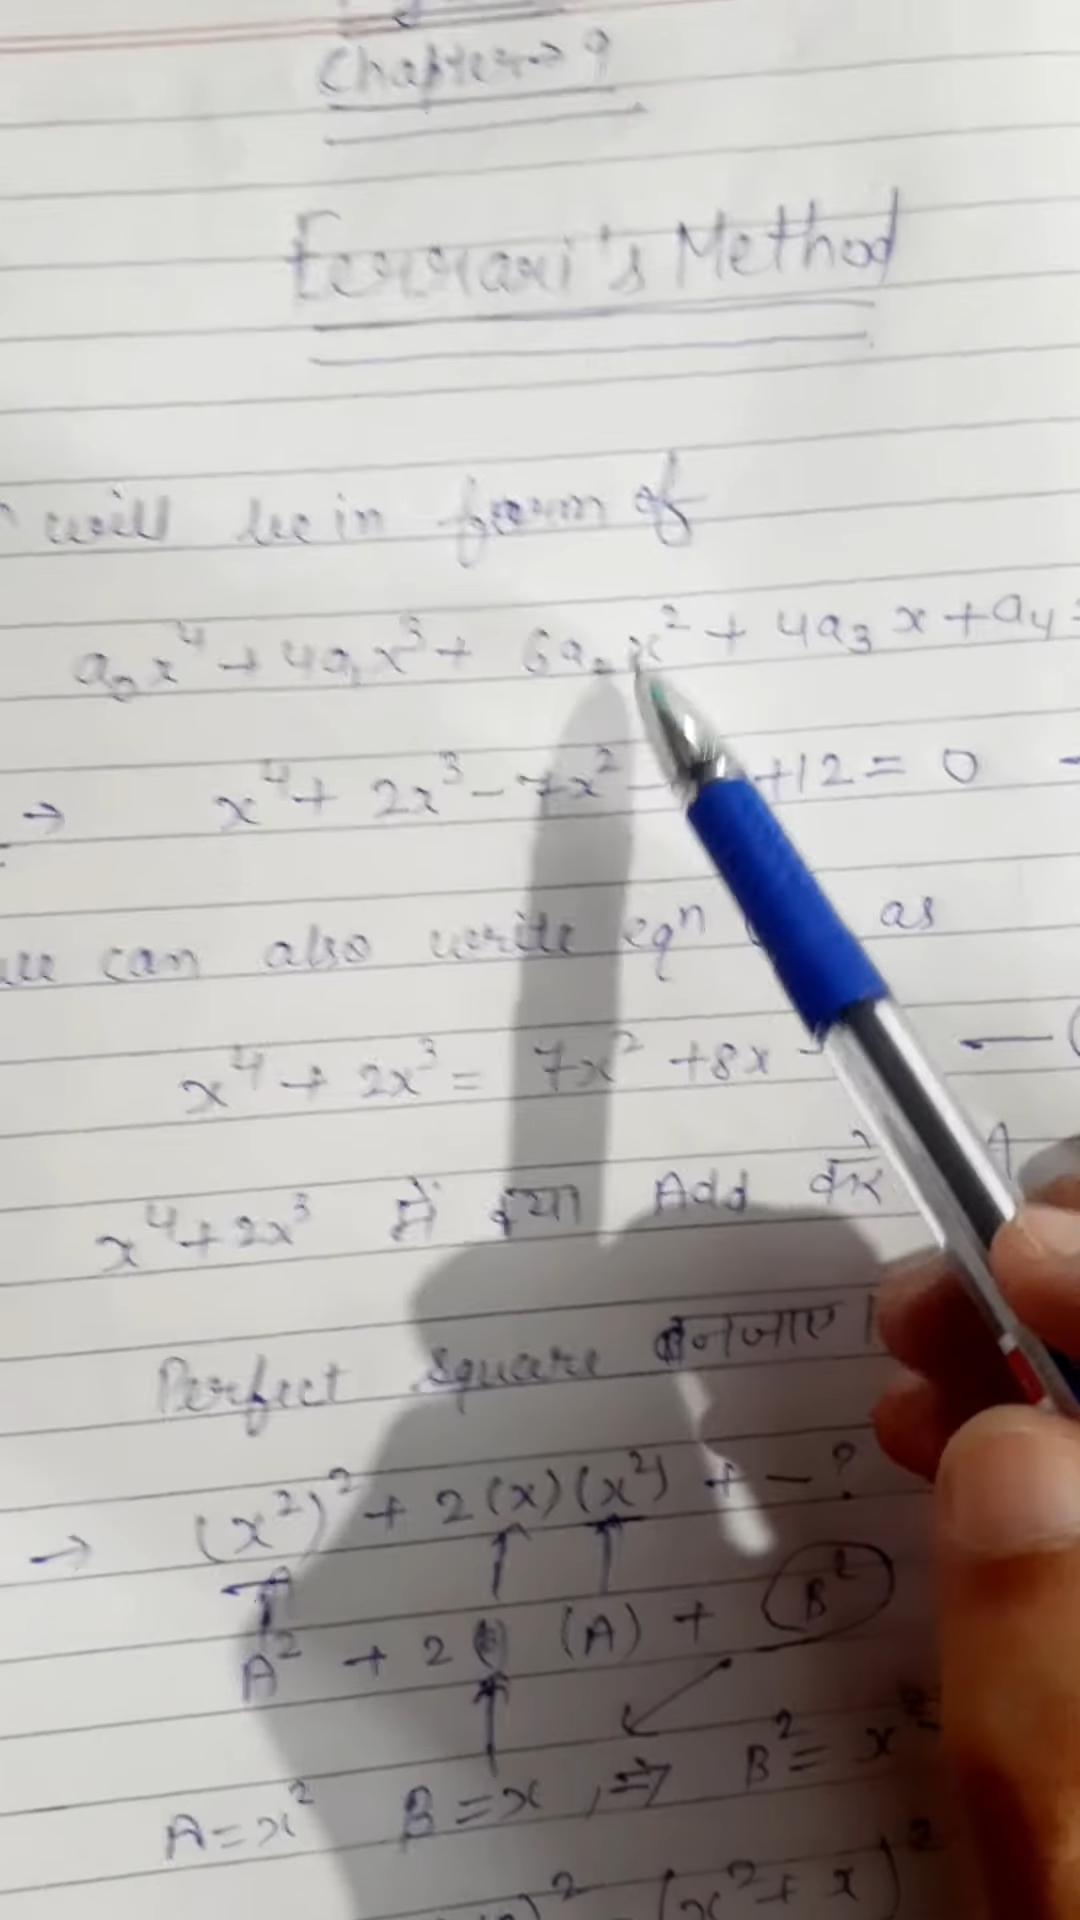 Chapter → 9
Ferrari's Method
will be in form of
a₀x⁴ + 4a₁x³ + 6a₂x² + 4a₃x + a₄ =
→ x⁴ + 2x³ - 7x² - +12 = 0 -
we can also write eqⁿ as
x⁴ + 2x³ = 7x² + 8x - — (
x⁴ + 2x³ में क्या Add करें
Perfect square बनजाए।
→ (x²)² + 2(x)(x²) + - ?
A² + 2 (A) + B²
A = x² B = x , ⇒ B² = x²
)² (x² + x)²